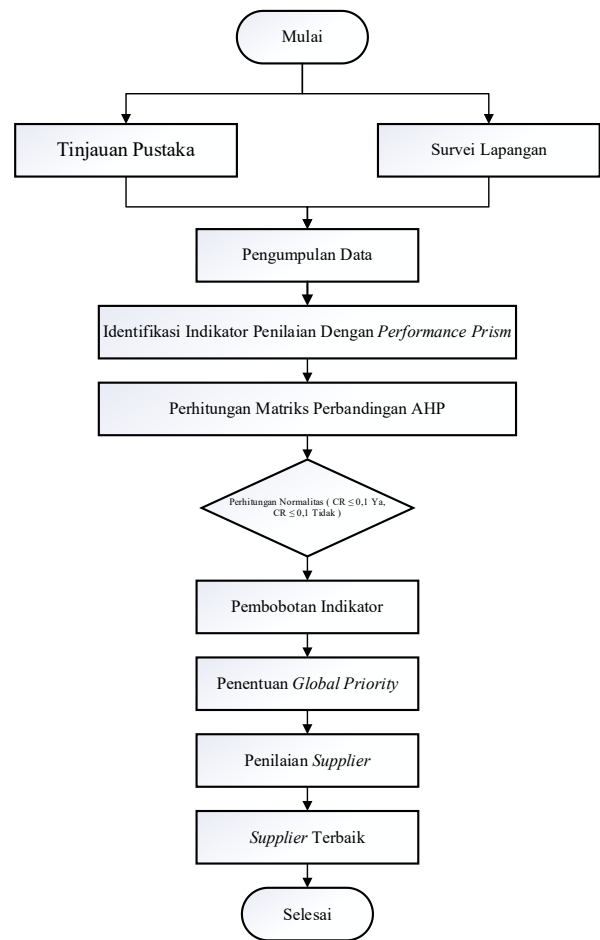 Mulai
Tinjauan Pustaka
Survei Lapangan
Pengumpulan Data
Identifikasi Indikator Penilaian Dengan Performance Prism
Perhitungan Matriks Perbandingan AHP
Perhitungan Normalitas ( CR ≤ 0,1 Ya,
CR ≤ 0,1 Tidak )
Pembobotan Indikator
Penentuan Global Priority
Penilaian Supplier
Supplier Terbaik
Selesai